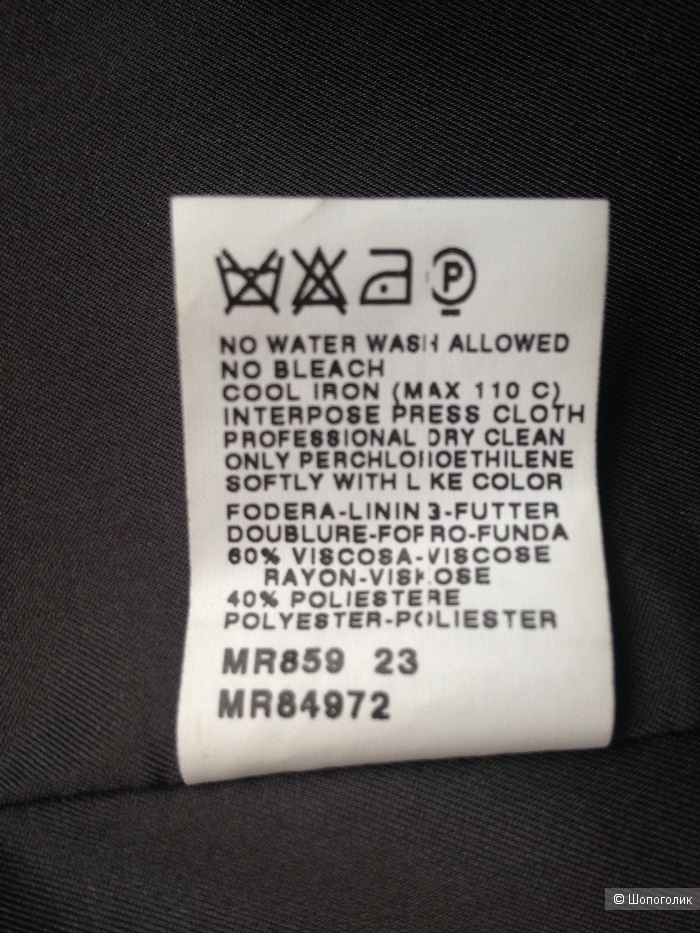 P
NO WATER WASH ALLOWED
NO BLEACH
COOL IRON (MAX 110 C)
INTERPOSE PRESS CLOTH
PROFESSIONAL DRY CLEAN
ONLY PERCHLOROETHILENE
SOFTLY WITH LIKE COLOR
FODERA-LINING-FUTTER
DOUBLURE-FORRO-FUNDA
60% VISCOSA-VISCOSE
RAYON-VISKOSE
40% POLIESTERE
POLYESTER-POLIESTER
MR859 23
MR84972
© Шопоголик